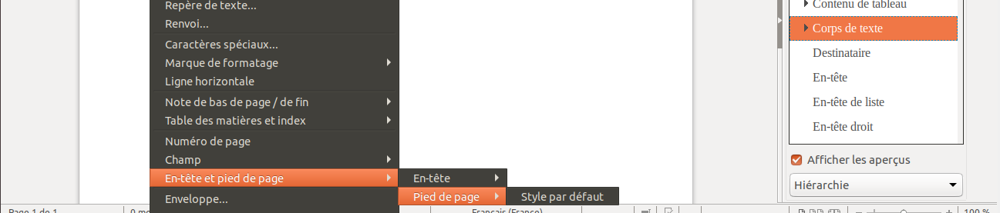 Repère de texte...
Renvoi...
Caractères spéciaux...
Marque de formatage
Ligne horizontale
Note de bas de page / de fin
Table des matières et index
Numéro de page
Champ
En-tête et pied de page
Enveloppe...
En-tête
Pied de page
Style par défaut
Contenu de tableau
Corps de texte
Destinataire
En-tête
En-tête de liste
En-tête droit
Afficher les aperçus
Hiérarchie
Page 1 de 1
0
Français (France)
100 %